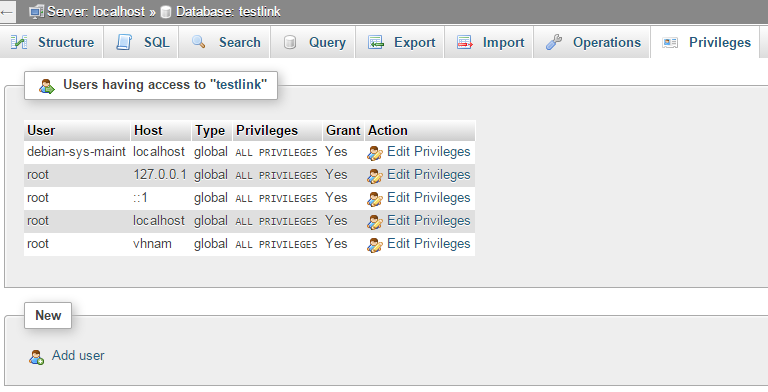 Server: localhost » Database: testlink
Structure SQL Search Query Export Import Operations Privileges
Users having access to "testlink"
User Host Type Privileges Grant Action
debian-sys-maint localhost global ALL PRIVILEGES Yes Edit Privileges
root 127.0.0.1 global ALL PRIVILEGES Yes Edit Privileges
root ::1 global ALL PRIVILEGES Yes Edit Privileges
root localhost global ALL PRIVILEGES Yes Edit Privileges
root vhnam global ALL PRIVILEGES Yes Edit Privileges
New
Add user